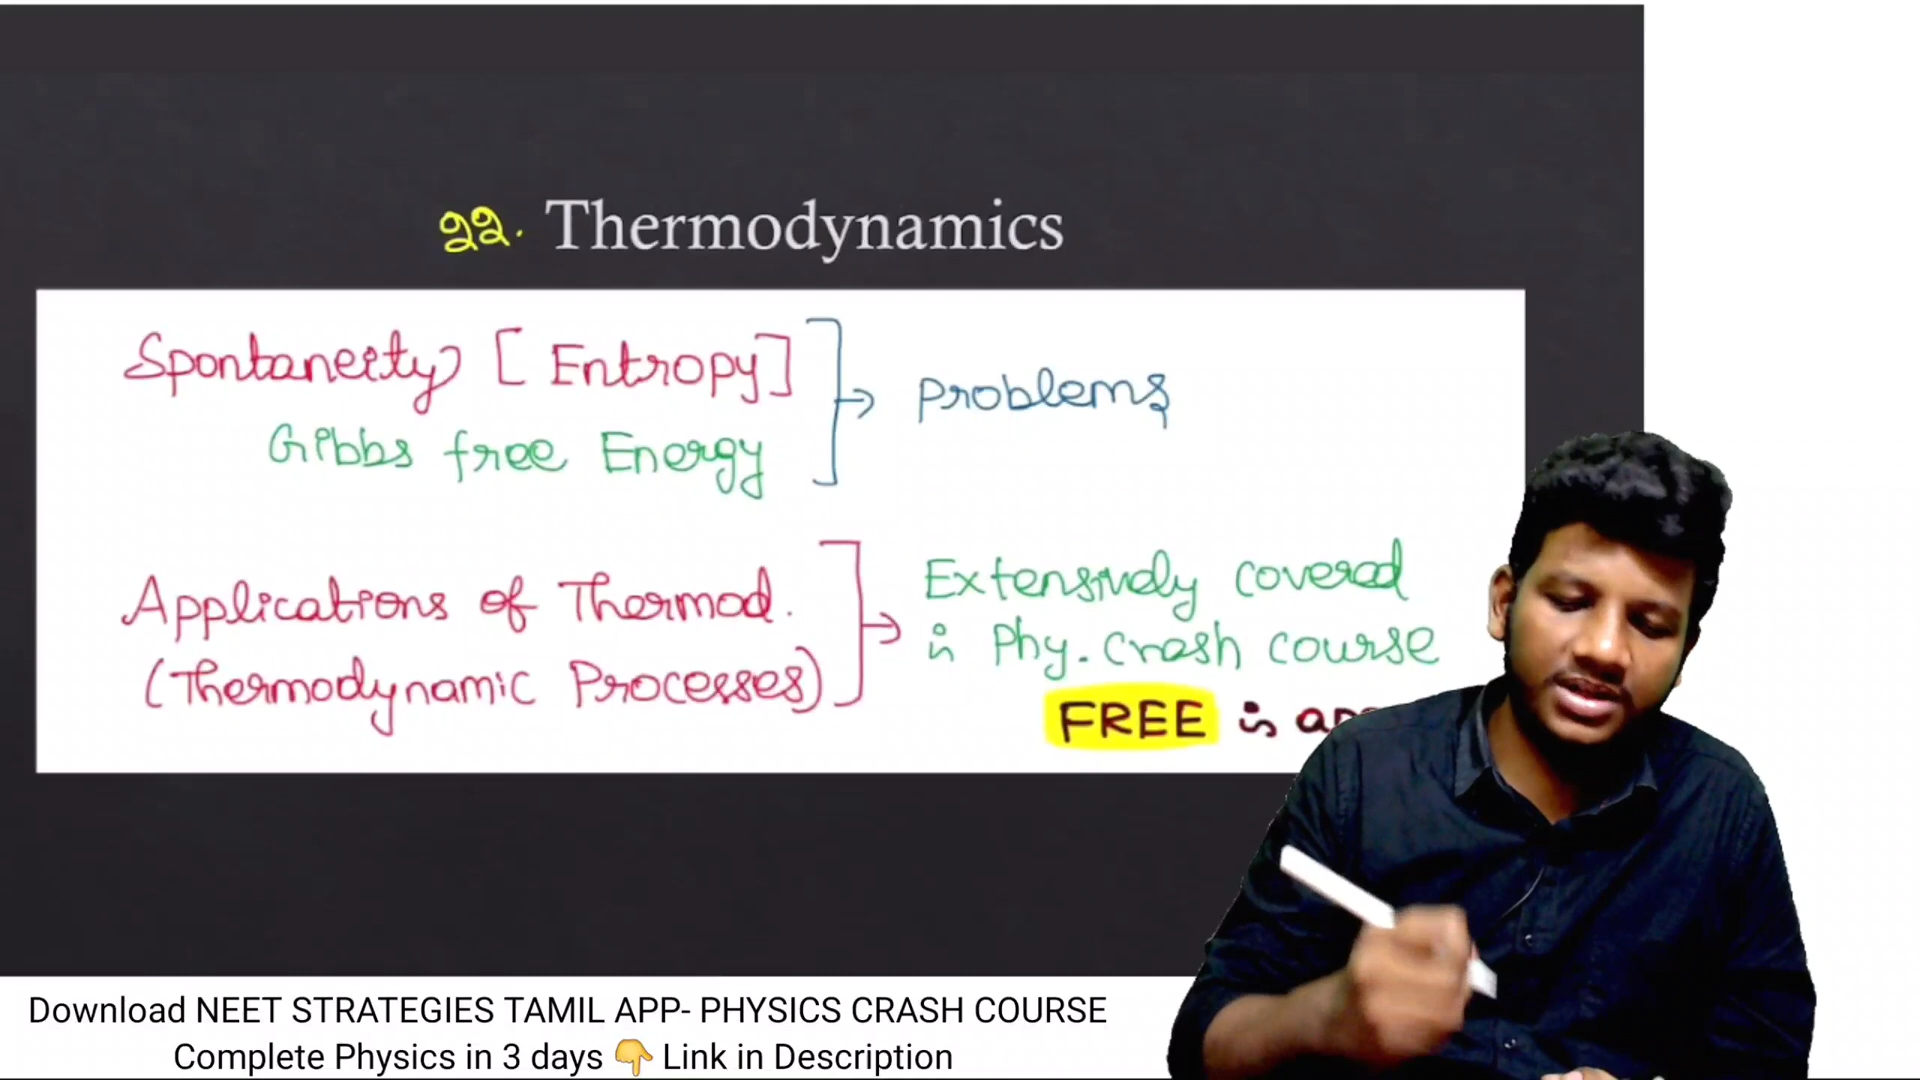 22. Thermodynamics
Spontaneity [Entropy]
Gibbs free Energy
→ Problems
Applications of Thermod.
(Thermodynamic Processes)
→ Extensively covered
in Phy. Crash course
FREE in
Download NEET STRATEGIES TAMIL APP- PHYSICS CRASH COURSE
Complete Physics in 3 days 👇 Link in Description